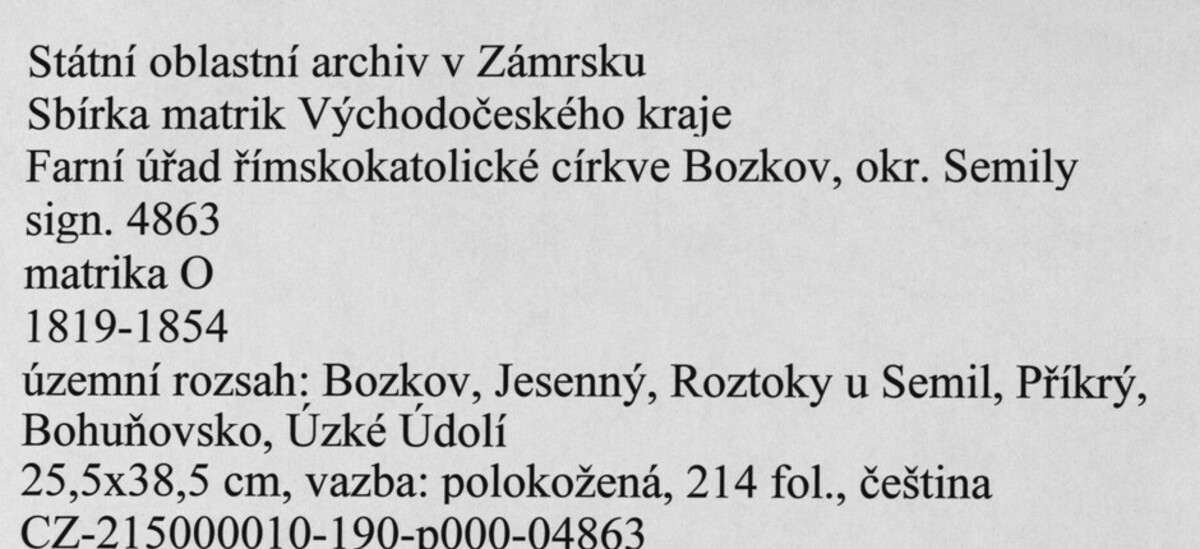 Státní oblastní archiv v Zámrsku
Sbírka matrik Východočeského kraje
Farní úřad římskokatolické církve Bozkov, okr. Semily
sign. 4863
matrika O
1819-1854
územní rozsah: Bozkov, Jesenný, Roztoky u Semil, Příkrý,
Bohuňovsko, Úzké Údolí
25,5x38,5 cm, vazba: polokožená, 214 fol., čeština
CZ-215000010-190-p000-04863